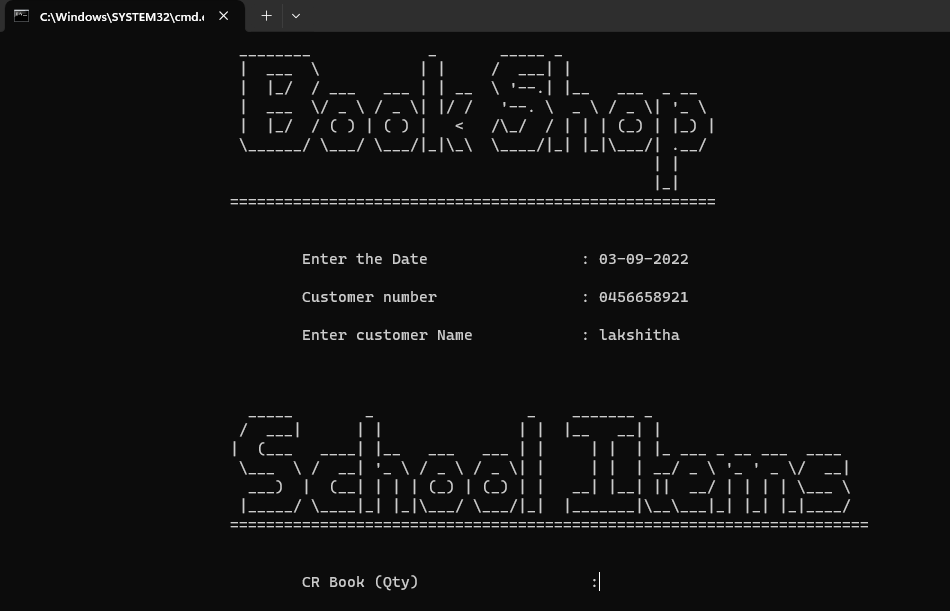 C:\Windows\SYSTEM32\cmd.e
Book Shop
Enter the Date : 03-09-2022
Customer number : 0456658921
Enter customer Name : lakshitha
School Items
CR Book (Qty) :